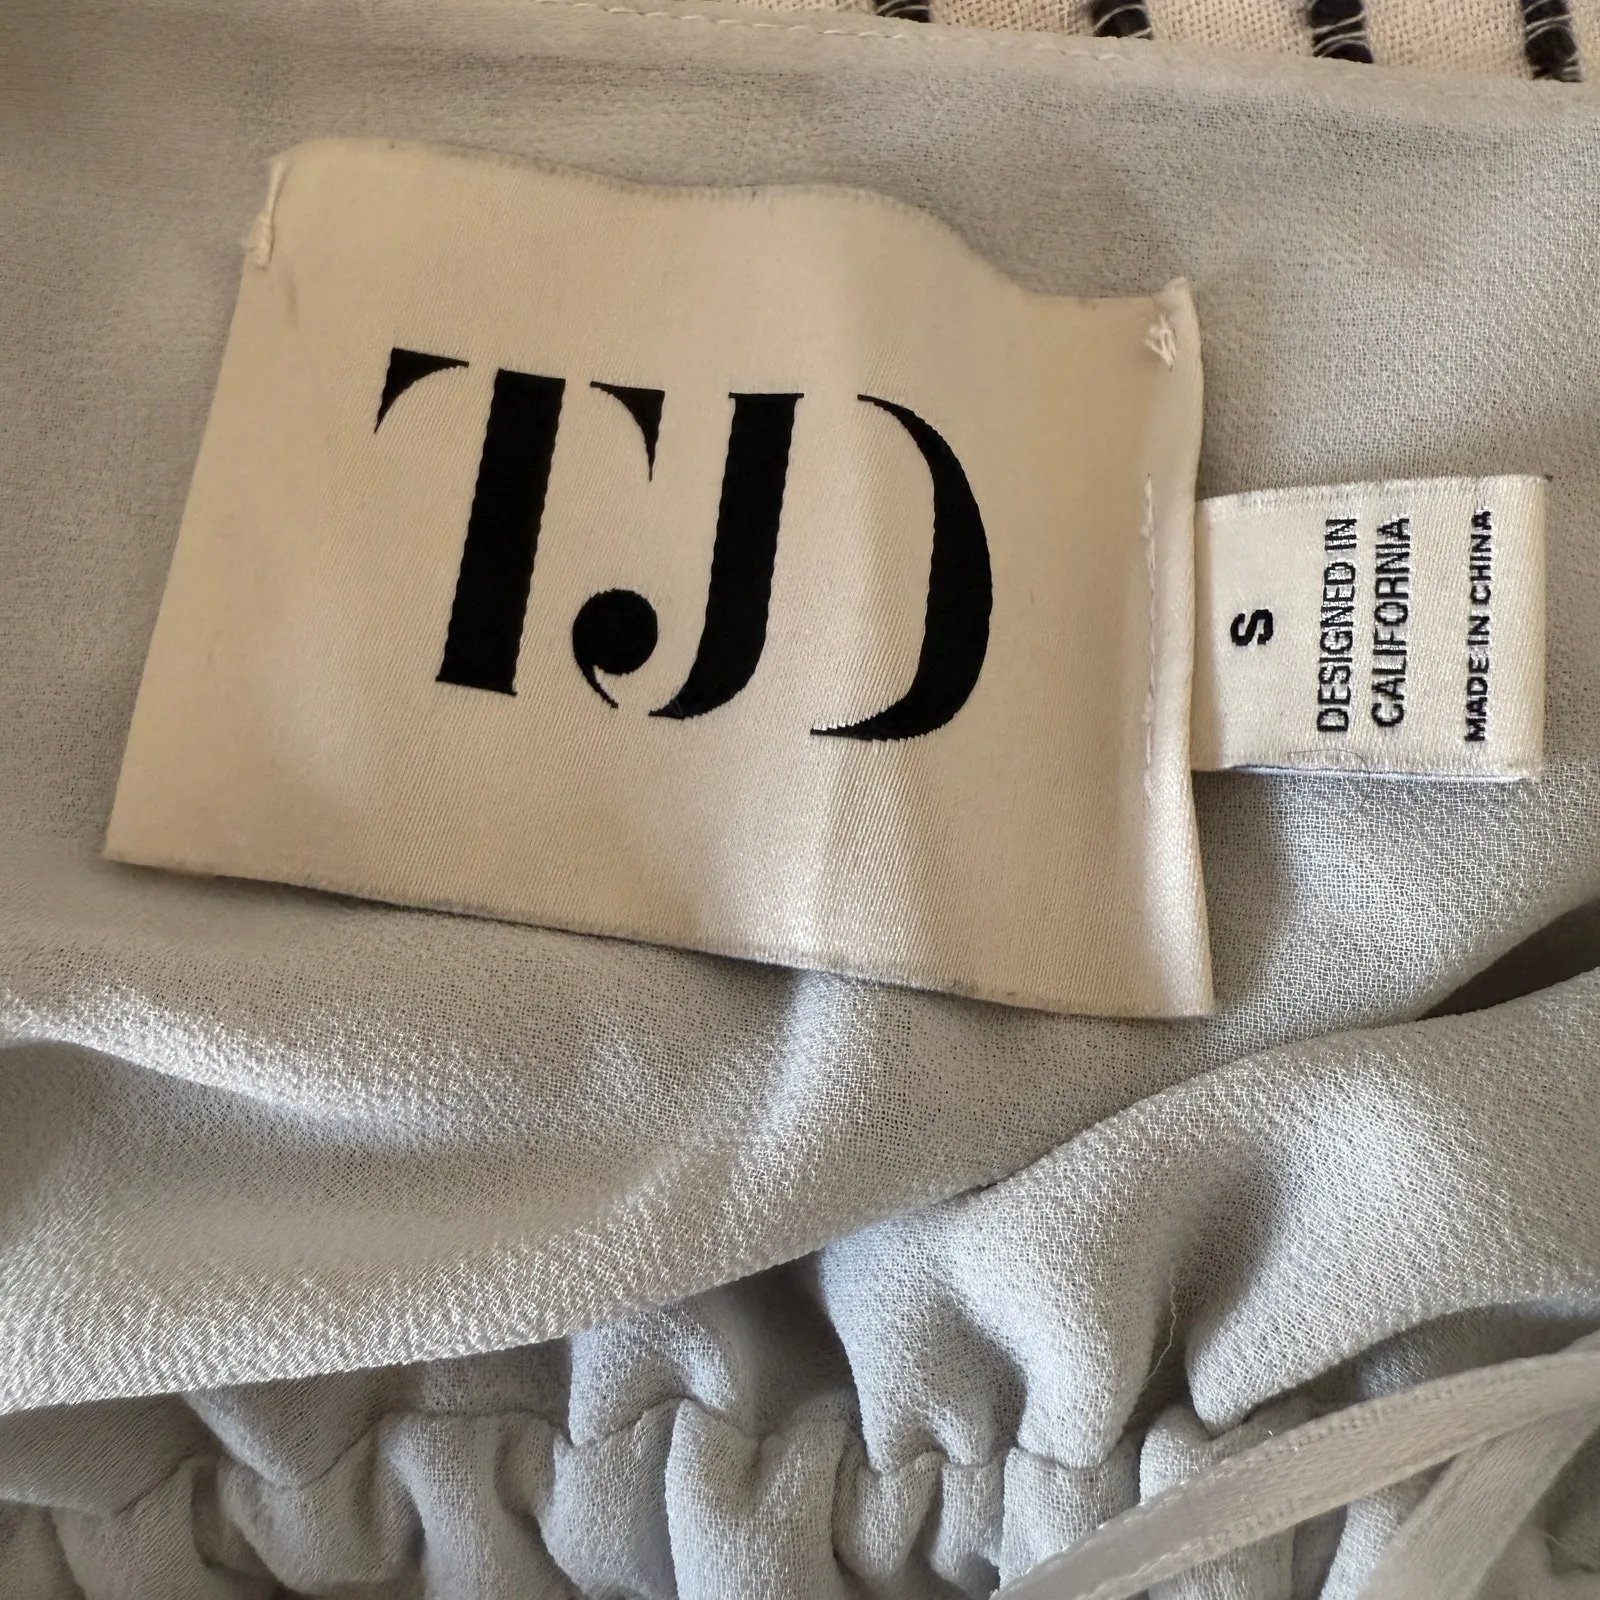 TJD
S
DESIGNED IN
CALIFORNIA
MADE IN CHINA